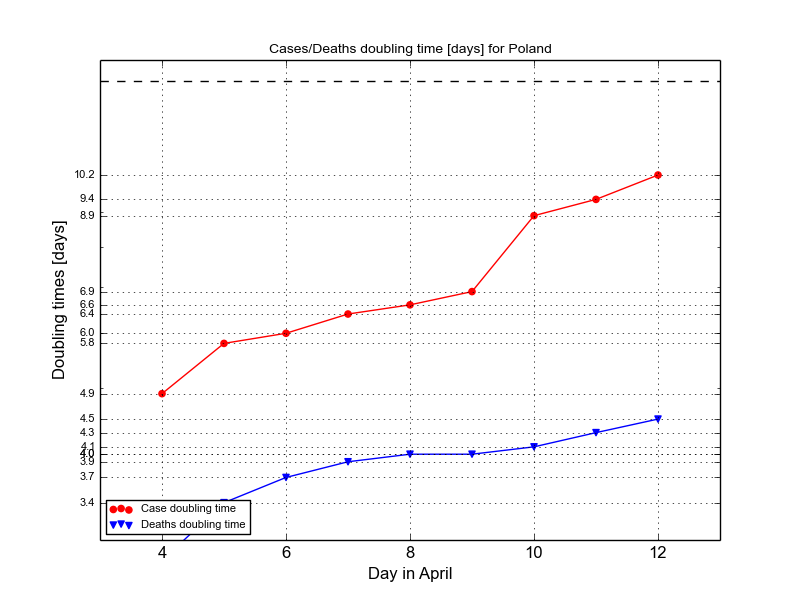 Cases/Deaths doubling time [days] for Poland
Doubling times [days]
10.2
9.4
8.9
6.9
6.6
6.4
6.0
5.8
4.9
4.5
4.3
4.1
4.0
3.9
3.7
3.4
Case doubling time
Deaths doubling time
4 6 8 10 12
Day in April